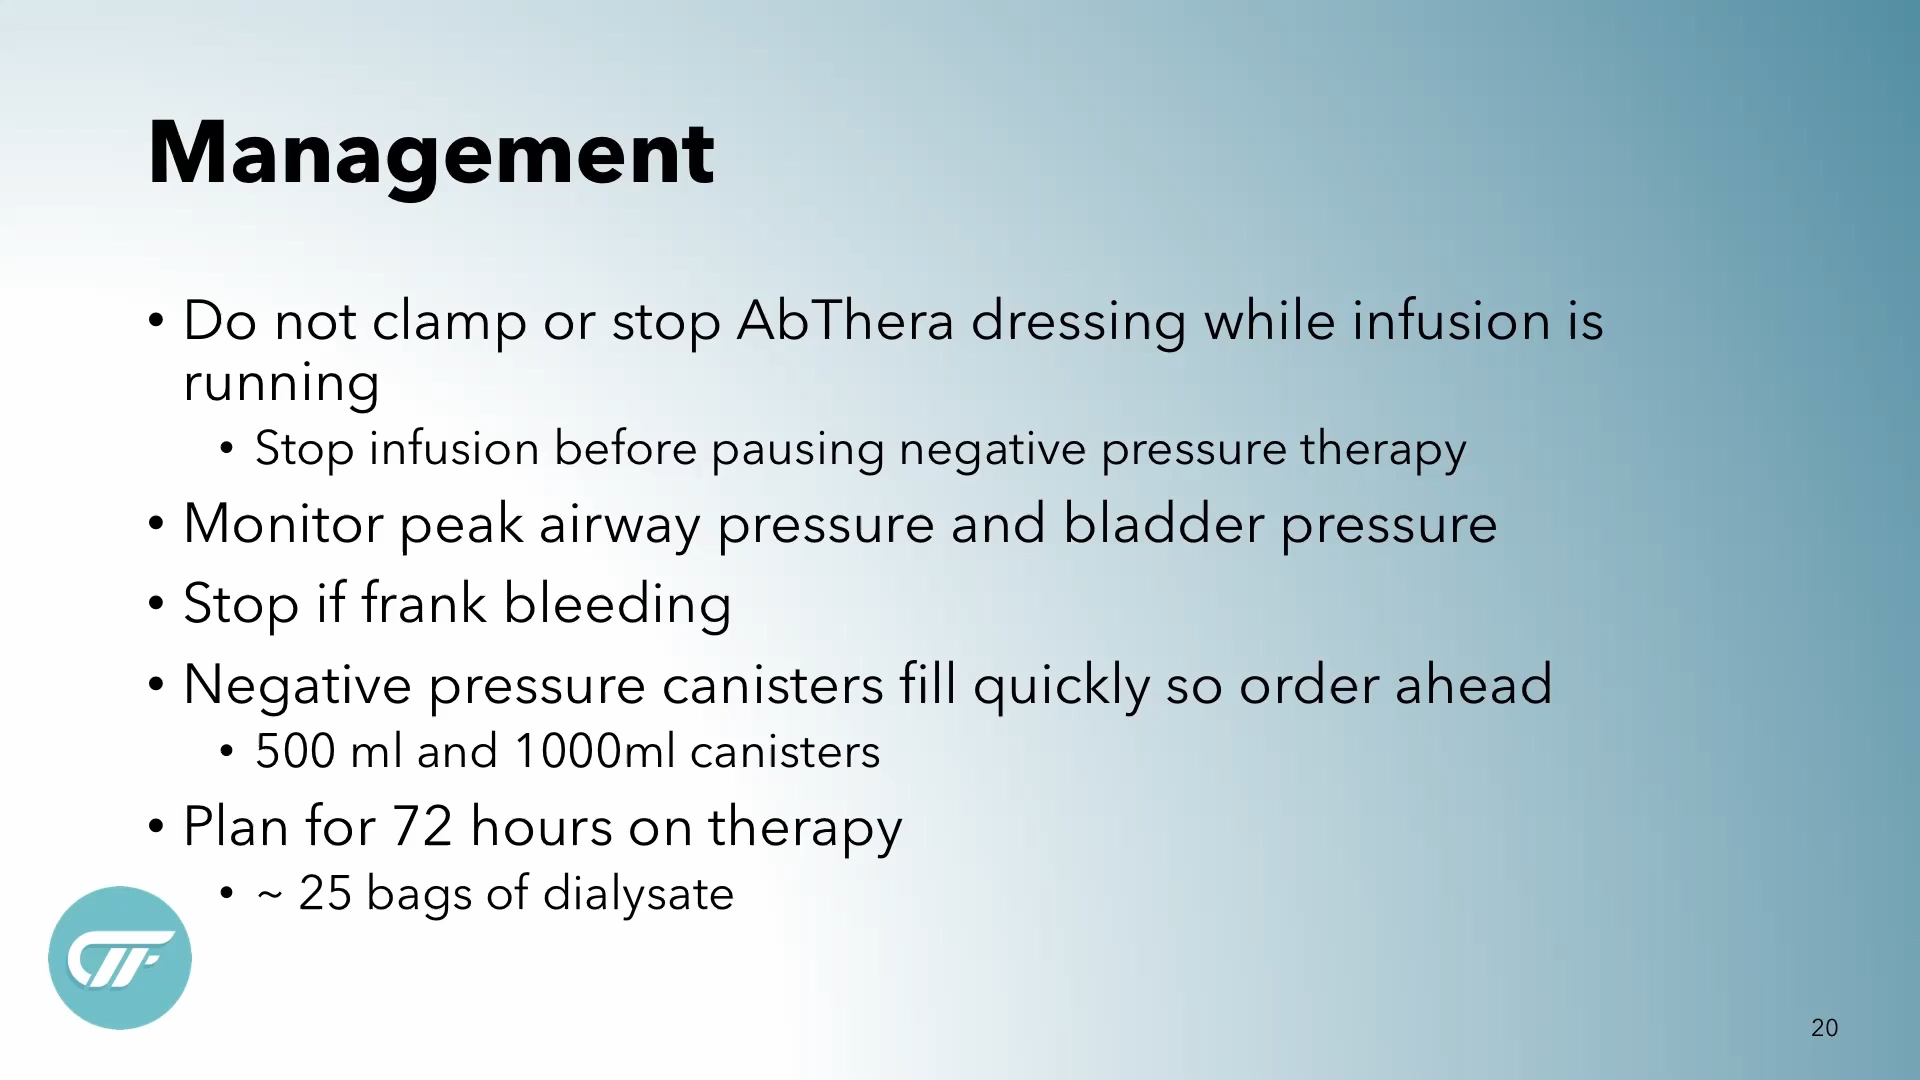 Management
• Do not clamp or stop AbThera dressing while infusion is
running
• Stop infusion before pausing negative pressure therapy
• Monitor peak airway pressure and bladder pressure
• Stop if frank bleeding
• Negative pressure canisters fill quickly so order ahead
• 500 ml and 1000ml canisters
• Plan for 72 hours on therapy
• ~ 25 bags of dialysate
20